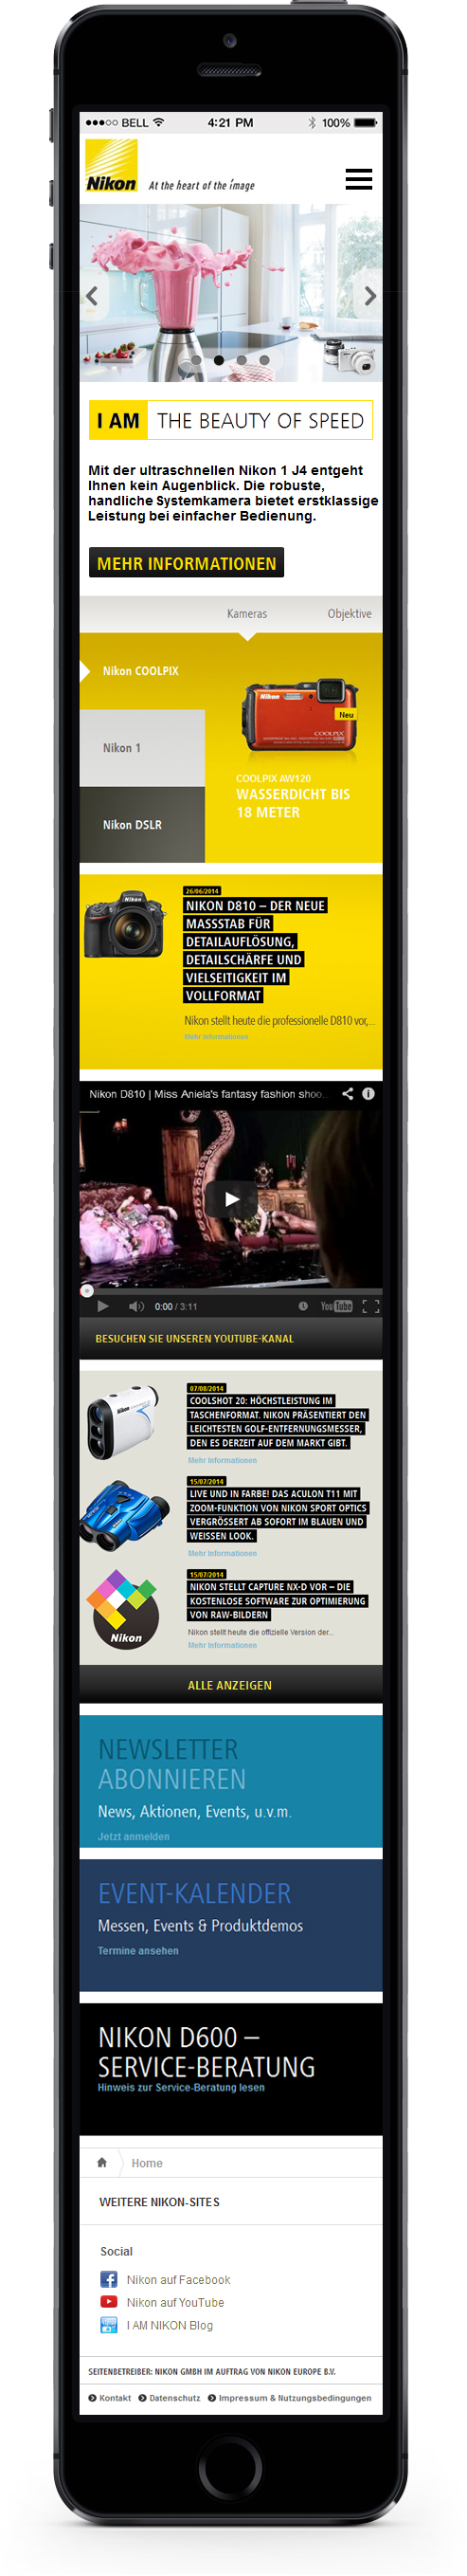 BELL
4:21 PM
100%
Nikon
At the heart of the image
I AM THE BEAUTY OF SPEED
Mit der ultraschnellen Nikon 1 J4 entgeht
Ihnen kein Augenblick. Die robuste,
handliche Systemkamera bietet erstklassige
Leistung bei einfacher Bedienung.
MEHR INFORMATIONEN
Kameras
Objektive
Nikon COOLPIX
Nikon 1
Nikon DSLR
Nikon
Neu
COOLPIX AW120
WASSERDICHT BIS
18 METER
Nikon
26/06/2014
NIKON D810 – DER NEUE
MASSSTAB FÜR
DETAILAUFLÖSUNG,
DETAILSCHÄRFE UND
VIELSEITIGKEIT IM
VOLLFORMAT
Nikon stellt heute die professionelle D810 vor,...
Mehr Informationen
Nikon D810 | Miss Aniela's fantasy fashion shoo...
0:00 / 3:11
YouTube
BESUCHEN SIE UNSEREN YOUTUBE-KANAL
Nikon
07/08/2014
COOLSHOT 20: HÖCHSTLEISTUNG IM
TASCHENFORMAT. NIKON PRÄSENTIERT DEN
LEICHTESTEN GOLF-ENTFERNUNGSMESSER,
DEN ES DERZEIT AUF DEM MARKT GIBT.
Mehr Informationen
15/07/2014
LIVE UND IN FARBE! DAS ACULON T11 MIT
ZOOM-FUNKTION VON NIKON SPORT OPTICS
VERGRÖSSERT AB SOFORT IM BLAUEN UND
WEISSEN LOOK.
Mehr Informationen
Nikon
15/07/2014
NIKON STELLT CAPTURE NX-D VOR – DIE
KOSTENLOSE SOFTWARE ZUR OPTIMIERUNG
VON RAW-BILDERN
Nikon stellt heute die offizielle Version der...
Mehr Informationen
ALLE ANZEIGEN
NEWSLETTER
ABONNIEREN
News, Aktionen, Events, u.v.m.
Jetzt anmelden
EVENT-KALENDER
Messen, Events & Produktdemos
Termine ansehen
NIKON D600 –
SERVICE-BERATUNG
Hinweis zur Service-Beratung lesen
Home
WEITERE NIKON-SITES
Social
Nikon auf Facebook
Nikon auf YouTube
I AM NIKON Blog
SEITENBETREIBER: NIKON GMBH IM AUFTRAG VON NIKON EUROPE B.V.
Kontakt Datenschutz Impressum & Nutzungsbedingungen